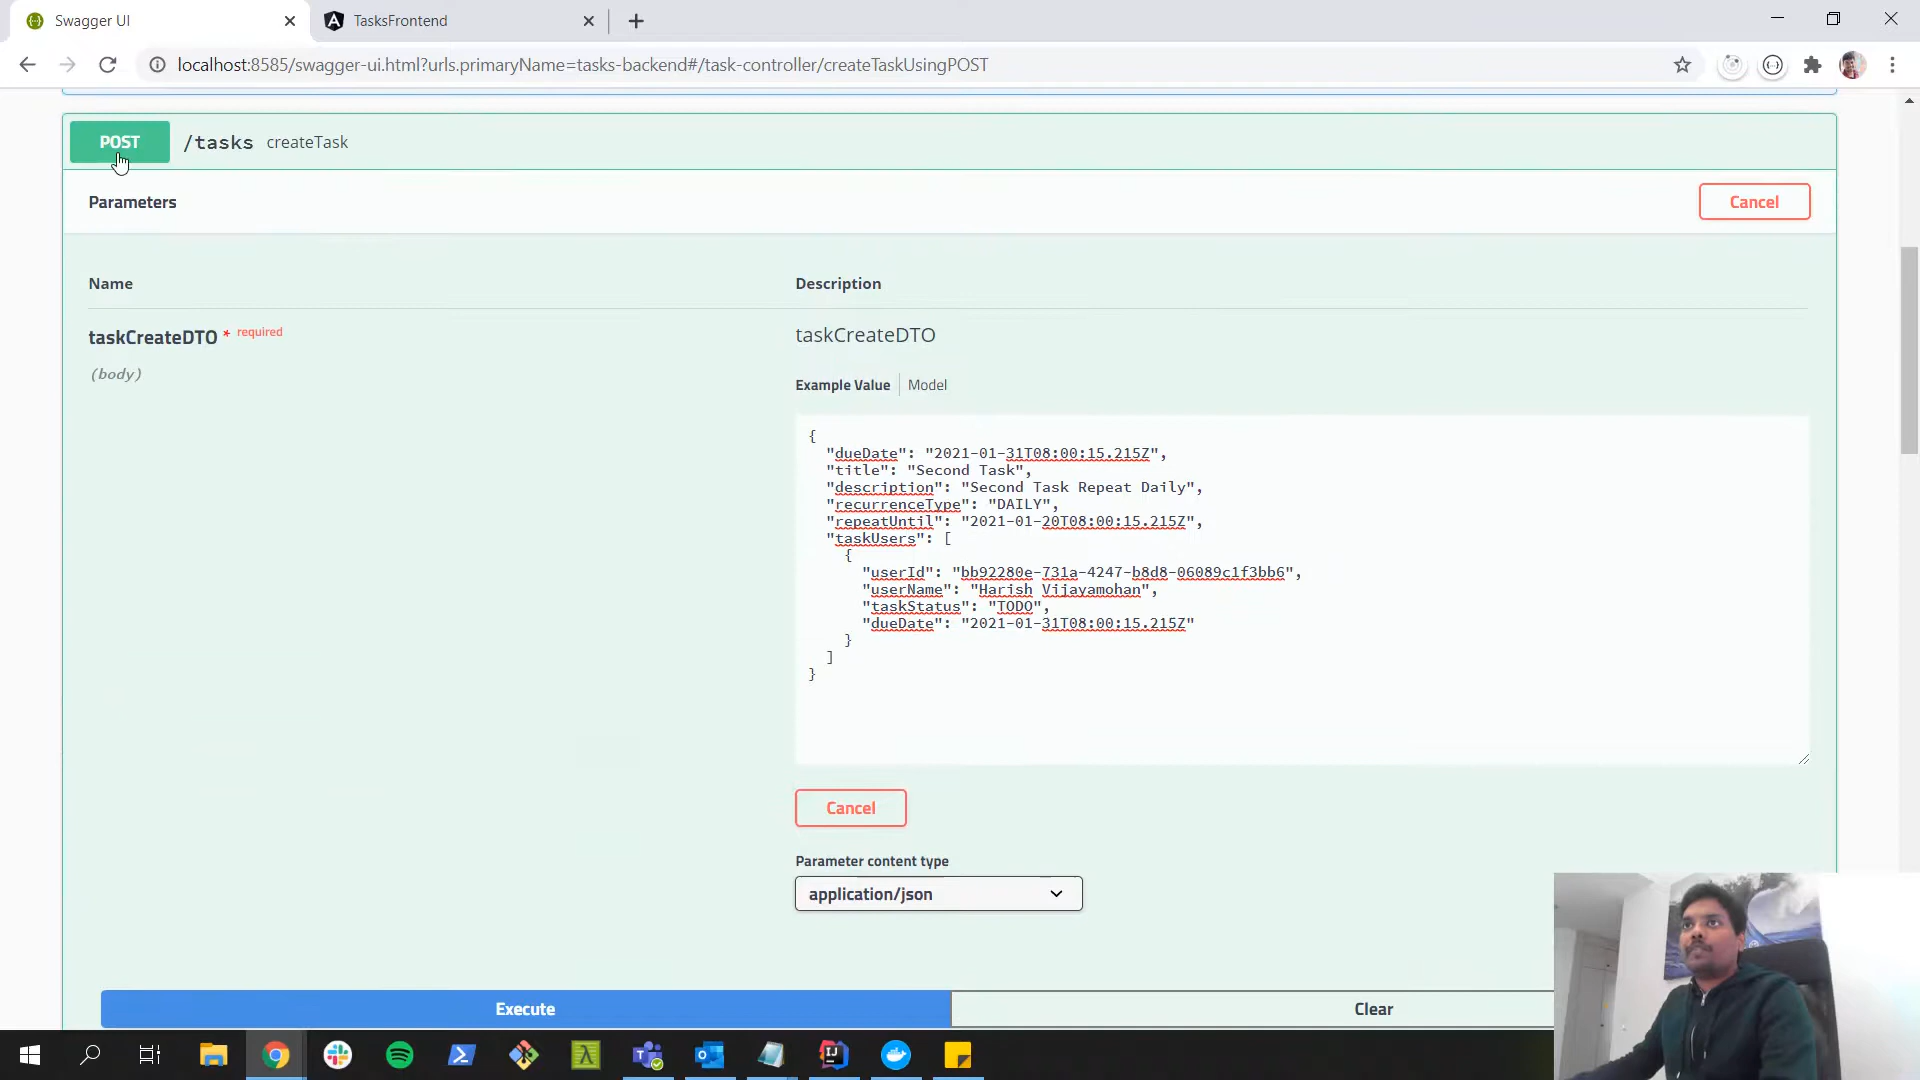 Swagger UI
TasksFrontend
localhost:8585/swagger-ui.html?urls.primaryName=tasks-backend#/task-controller/createTaskUsingPOST
POST /tasks createTask
Parameters
Cancel
Name
Description
taskCreateDTO * required
(body)
taskCreateDTO
Example Value
Model
{
"dueDate": "2021-01-31T08:00:15.215Z",
"title": "Second Task",
"description": "Second Task Repeat Daily",
"recurrenceType": "DAILY",
"repeatUntil": "2021-01-20T08:00:15.215Z",
"taskUsers": [
{
"userId": "bb92280e-731a-4247-b8d8-06089c1f3bb6",
"userName": "Harish Vijayamohan",
"taskStatus": "TODO",
"dueDate": "2021-01-31T08:00:15.215Z"
}
]
}
Cancel
Parameter content type
application/json
Execute
Clear